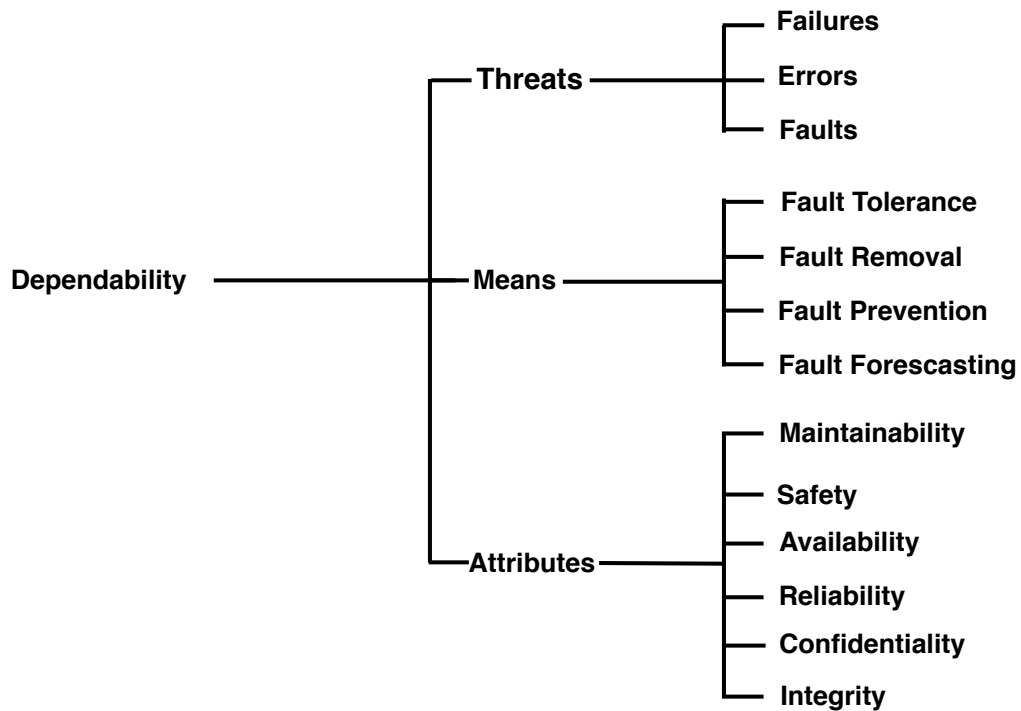 Dependability
Threats
Failures
Errors
Faults
Means
Fault Tolerance
Fault Removal
Fault Prevention
Fault Forescasting
Attributes
Maintainability
Safety
Availability
Reliability
Confidentiality
Integrity